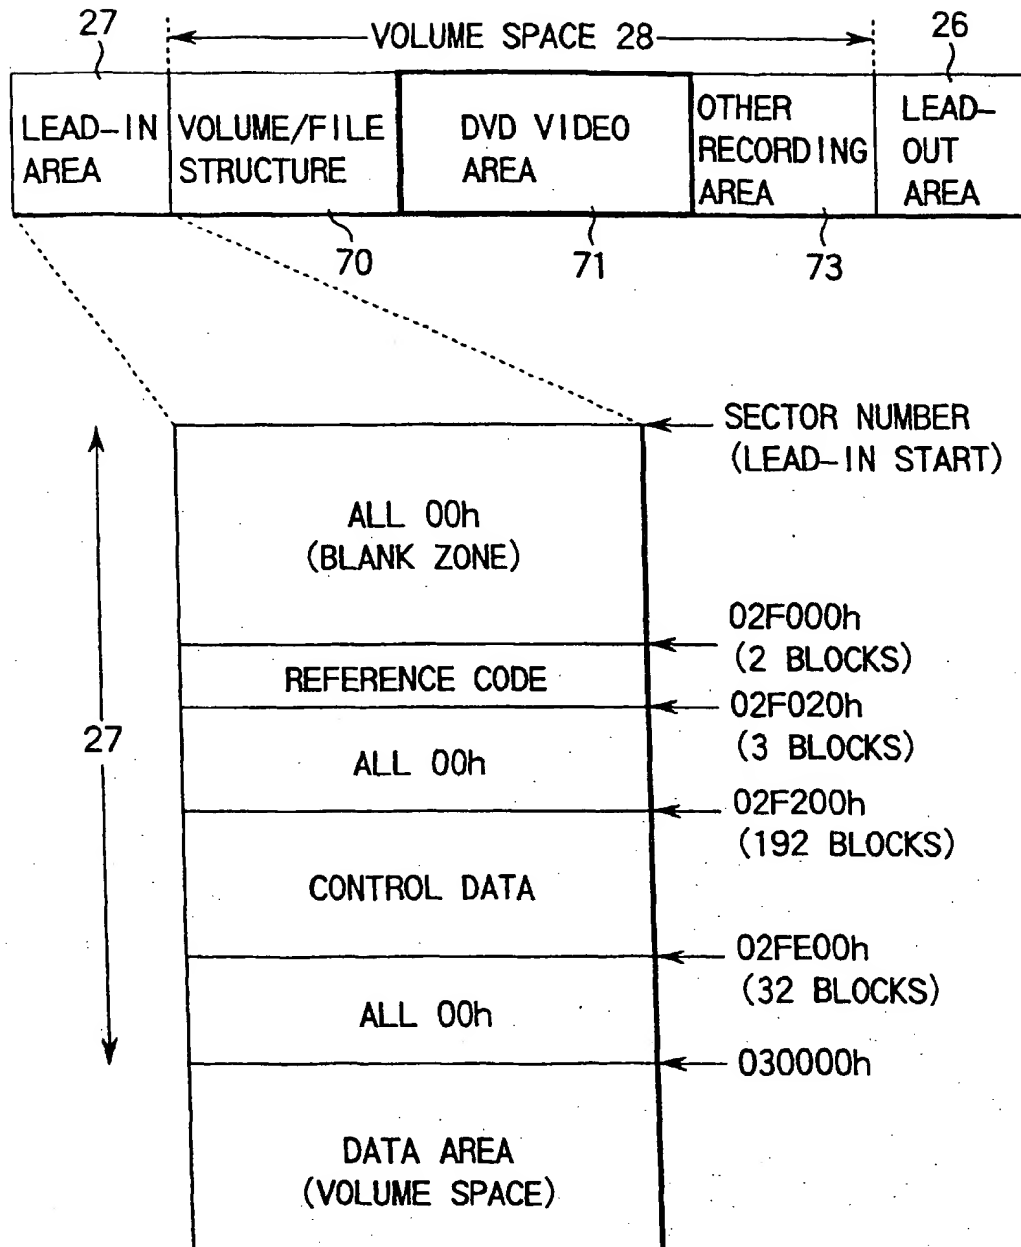 27
VOLUME SPACE 28
26
LEAD-IN
AREA
VOLUME/FILE
STRUCTURE
DVD VIDEO
AREA
OTHER
RECORDING
AREA
LEAD-
OUT
AREA
70
71
73
SECTOR NUMBER
(LEAD-IN START)
ALL 00h
(BLANK ZONE)
02F000h
(2 BLOCKS)
REFERENCE CODE
02F020h
(3 BLOCKS)
27
ALL 00h
02F200h
(192 BLOCKS)
CONTROL DATA
02FE00h
(32 BLOCKS)
ALL 00h
030000h
DATA AREA
(VOLUME SPACE)